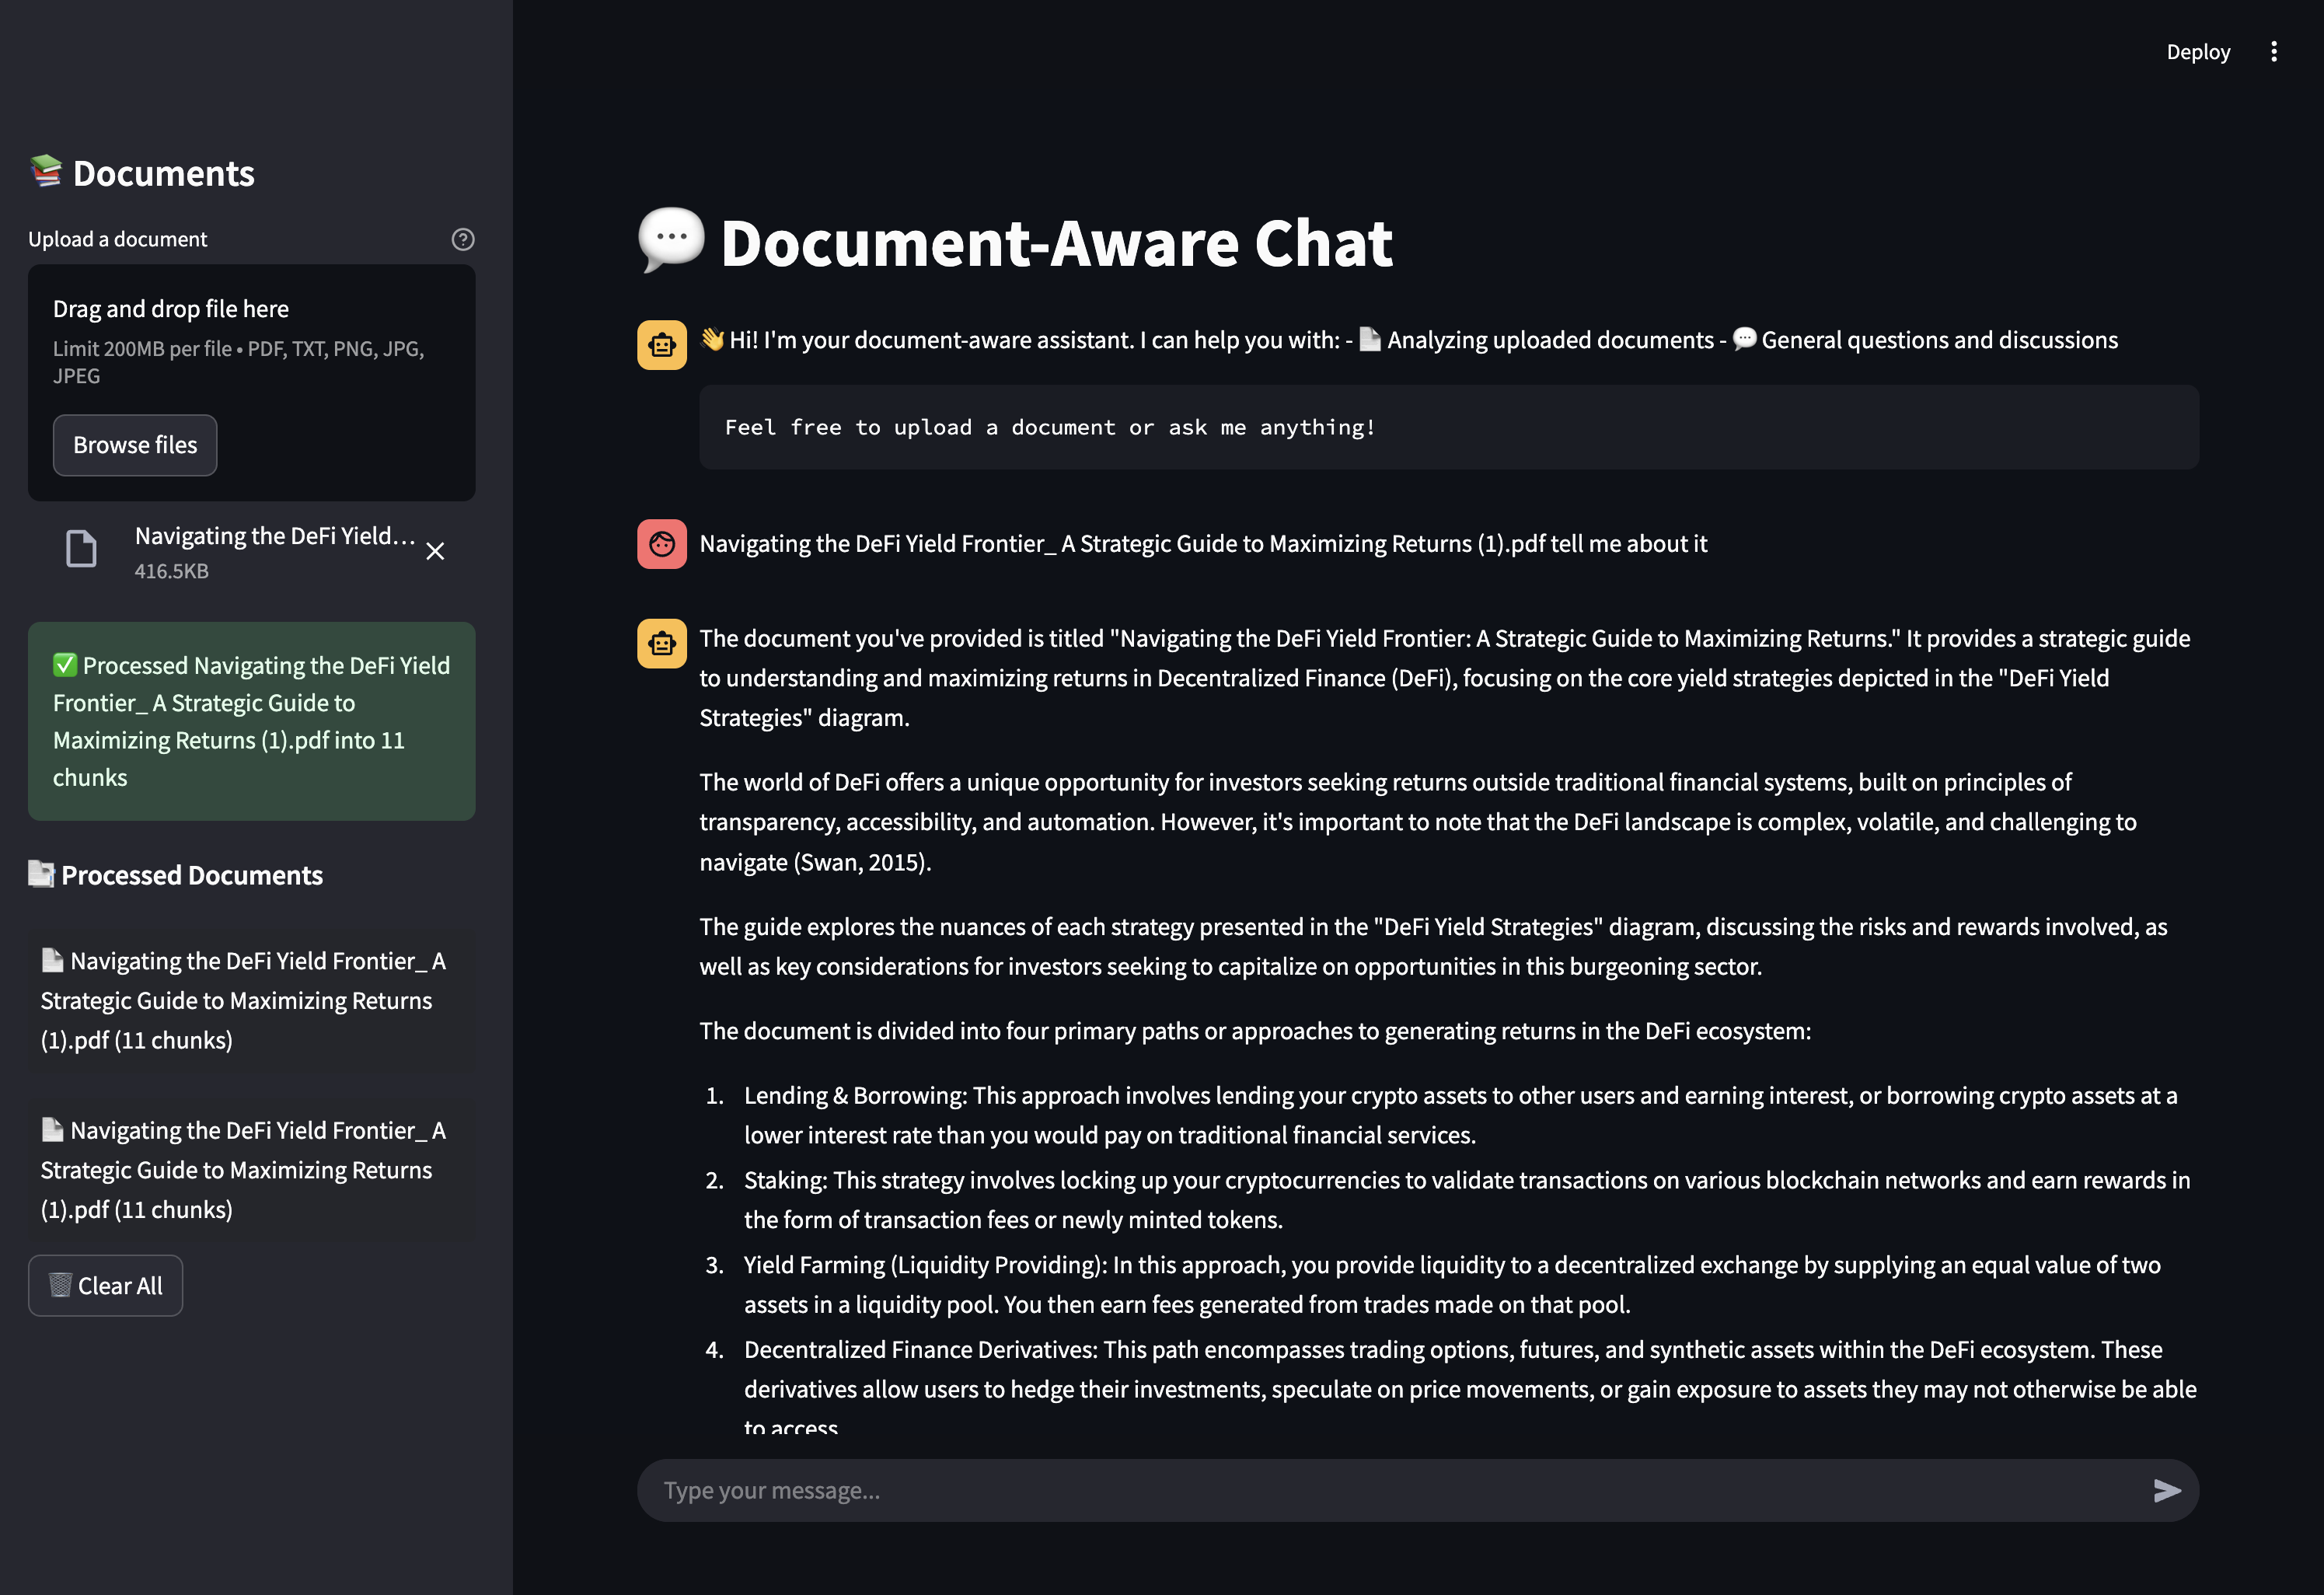 Deploy
📚 Documents
Upload a document
Drag and drop file here
Limit 200MB per file • PDF, TXT, PNG, JPG,
JPEG
Browse files
Navigating the DeFi Yield...
416.5KB
✅ Processed Navigating the DeFi Yield
Frontier_ A Strategic Guide to
Maximizing Returns (1).pdf into 11
chunks
📑 Processed Documents
📄 Navigating the DeFi Yield Frontier_ A
Strategic Guide to Maximizing Returns
(1).pdf (11 chunks)
📄 Navigating the DeFi Yield Frontier_ A
Strategic Guide to Maximizing Returns
(1).pdf (11 chunks)
🗑️ Clear All
💬 Document-Aware Chat
👋 Hi! I'm your document-aware assistant. I can help you with: - 📄 Analyzing uploaded documents - 💬 General questions and discussions
Feel free to upload a document or ask me anything!
Navigating the DeFi Yield Frontier_ A Strategic Guide to Maximizing Returns (1).pdf tell me about it
The document you've provided is titled "Navigating the DeFi Yield Frontier: A Strategic Guide to Maximizing Returns." It provides a strategic guide
to understanding and maximizing returns in Decentralized Finance (DeFi), focusing on the core yield strategies depicted in the "DeFi Yield
Strategies" diagram.
The world of DeFi offers a unique opportunity for investors seeking returns outside traditional financial systems, built on principles of
transparency, accessibility, and automation. However, it's important to note that the DeFi landscape is complex, volatile, and challenging to
navigate (Swan, 2015).
The guide explores the nuances of each strategy presented in the "DeFi Yield Strategies" diagram, discussing the risks and rewards involved, as
well as key considerations for investors seeking to capitalize on opportunities in this burgeoning sector.
The document is divided into four primary paths or approaches to generating returns in the DeFi ecosystem:
1. Lending & Borrowing: This approach involves lending your crypto assets to other users and earning interest, or borrowing crypto assets at a
lower interest rate than you would pay on traditional financial services.
2. Staking: This strategy involves locking up your cryptocurrencies to validate transactions on various blockchain networks and earn rewards in
the form of transaction fees or newly minted tokens.
3. Yield Farming (Liquidity Providing): In this approach, you provide liquidity to a decentralized exchange by supplying an equal value of two
assets in a liquidity pool. You then earn fees generated from trades made on that pool.
4. Decentralized Finance Derivatives: This path encompasses trading options, futures, and synthetic assets within the DeFi ecosystem. These
derivatives allow users to hedge their investments, speculate on price movements, or gain exposure to assets they may not otherwise be able
to access
Type your message...